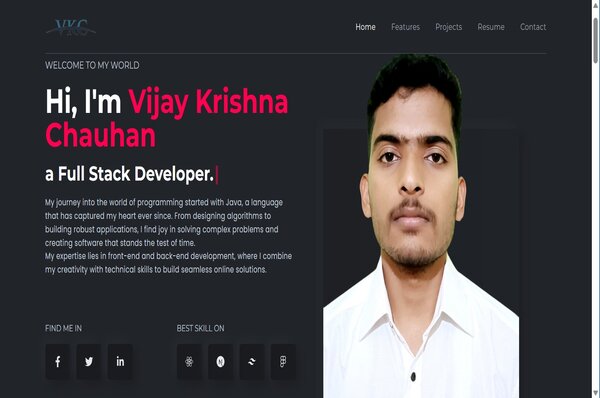 VKC
Home Features Projects Resume Contact
WELCOME TO MY WORLD
Hi, I'm Vijay Krishna
Chauhan
a Full Stack Developer.
My journey into the world of programming started with Java, a language
that has captured my heart ever since. From designing algorithms to
building robust applications, I find joy in solving complex problems and
creating software that stands the test of time.
My expertise lies in front-end and back-end development, where I combine
my creativity with technical skills to build seamless online solutions.
FIND ME IN
BEST SKILL ON